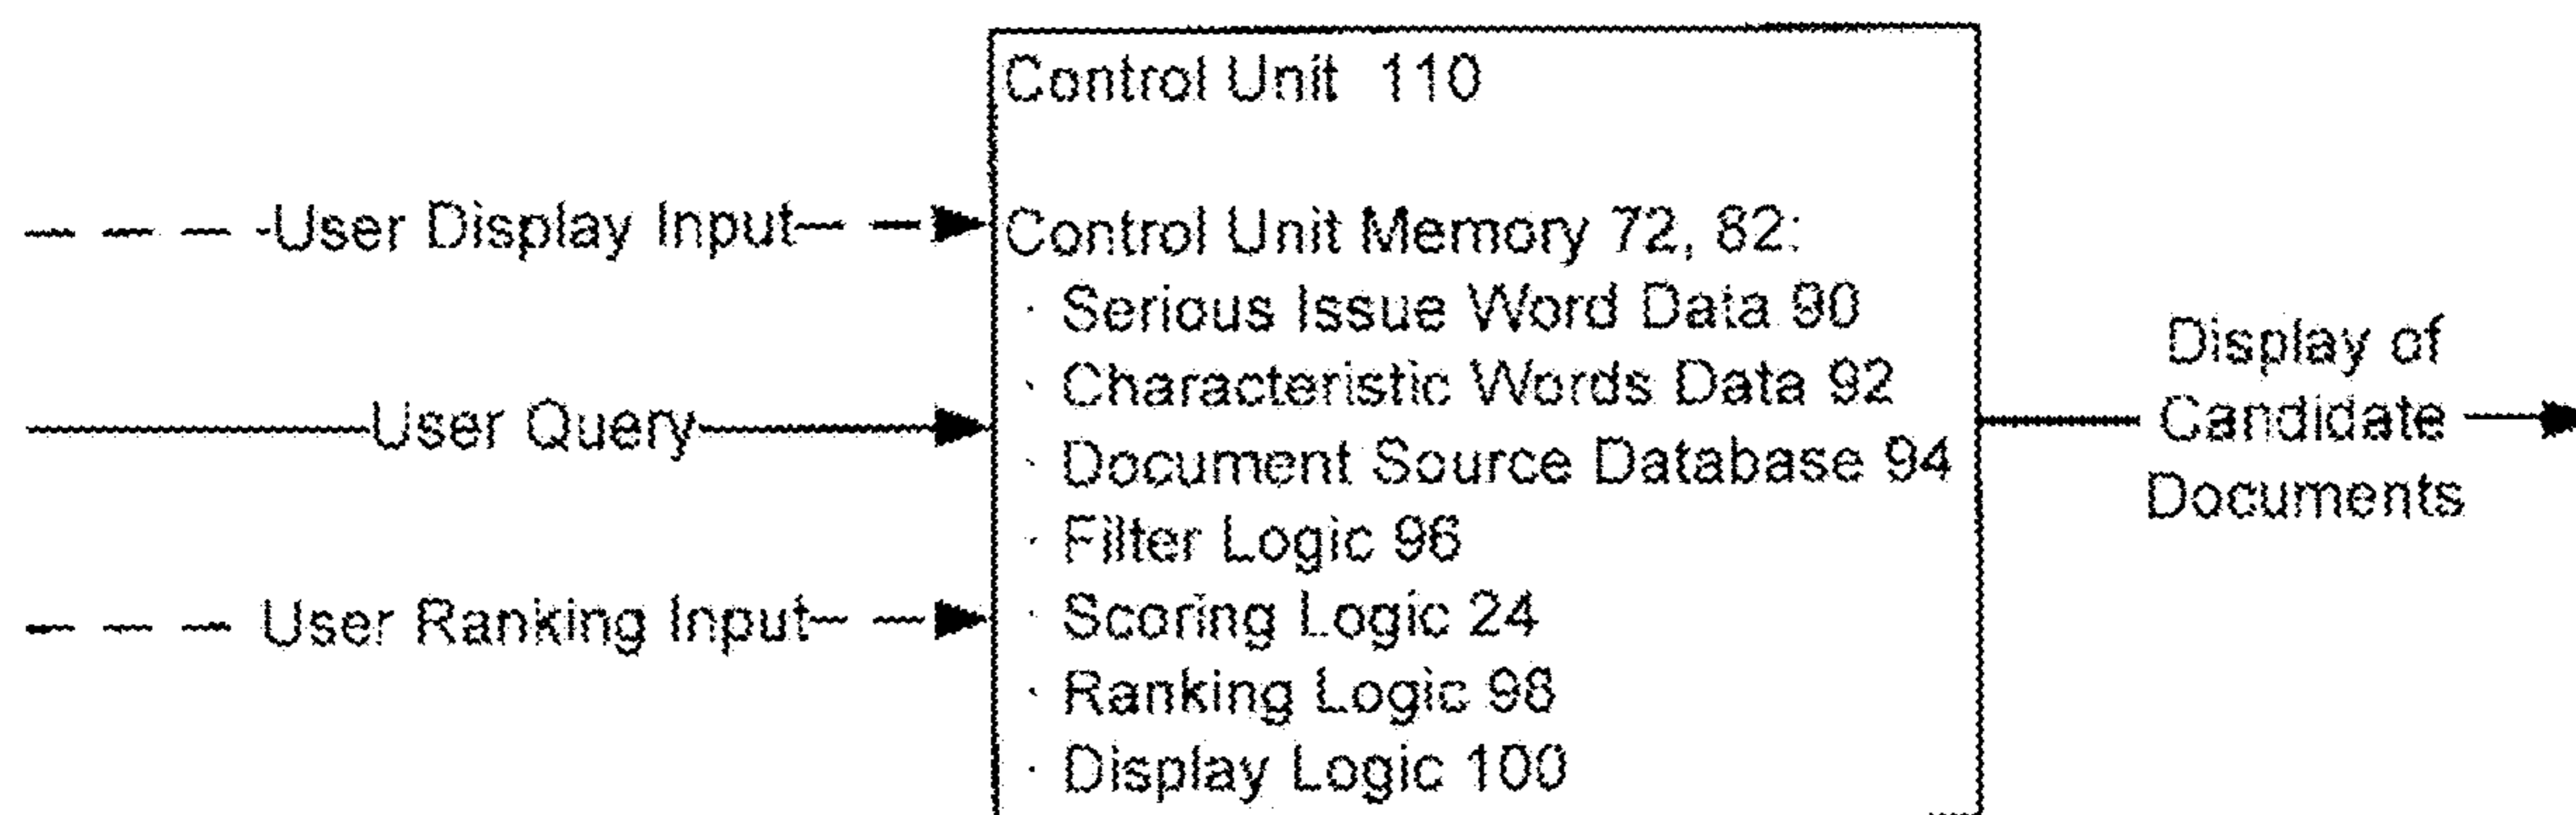 Control Unit 110
User Display Input
Control Unit Memory 72, 82:
· Serious Issue Word Data 90
· Characteristic Words Data 92
· Document Source Database 94
· Filter Logic 96
· Scoring Logic 24
· Ranking Logic 98
· Display Logic 100
User Query
User Ranking Input
Display of
Candidate
Documents